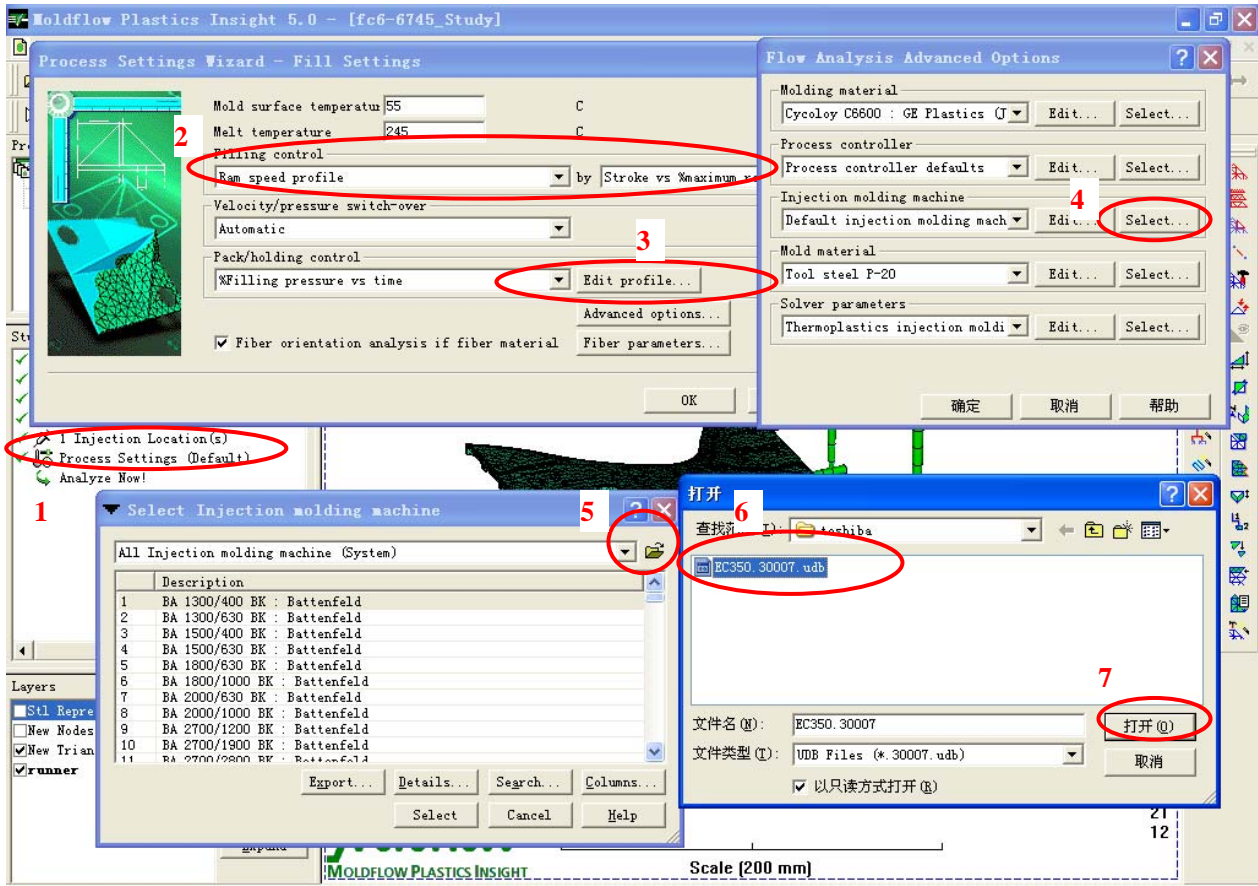 Moldflow Plastics Insight 5.0 - [fc6-6745_Study]
Process Settings Wizard - Fill Settings
Mold surface temperatur 55 C
Melt temperature 245 C
2
Filling control
Ram speed profile by Stroke vs %maximum
Velocity/pressure switch-over
Automatic
3
Pack/holding control
%Filling pressure vs time Edit profile...
Advanced options...
Fiber orientation analysis if fiber material Fiber parameters...
OK
Flow Analysis Advanced Options
Molding material
Cycoloy C6600 : GE Plastics (J Edit... Select...
Process controller
Process controller defaults Edit... Select...
Injection molding machine
4
Default injection molding mach Edit... Select...
Mold material
Tool steel P-20 Edit... Select...
Solver parameters
Thermoplastics injection moldi Edit... Select...
确定 取消 帮助
1 Injection Location(s)
Process Settings (Default)
Analyze Now!
1
Select Injection molding machine
5
All Injection molding machine (System)
Description
1 BA 1300/400 BK : Battenfeld
2 BA 1300/630 BK : Battenfeld
3 BA 1500/400 BK : Battenfeld
4 BA 1500/630 BK : Battenfeld
5 BA 1800/630 BK : Battenfeld
6 BA 1800/1000 BK : Battenfeld
7 BA 2000/630 BK : Battenfeld
8 BA 2000/1000 BK : Battenfeld
9 BA 2700/1200 BK : Battenfeld
10 BA 2700/1900 BK : Battenfeld
11 BA 2700/2800 BK : Battenfeld
Export... Details... Search... Columns...
Select Cancel Help
打开
6
toshiba
EC350.30007.udb
7
文件名(N): EC350.30007 打开(O)
文件类型(T): UDB Files (*.30007.udb) 取消
以只读方式打开(R)
Layers
Stl Repre
New Nodes
New Trian
runner
21
12
MOLDFLOW PLASTICS INSIGHT
Scale (200 mm)